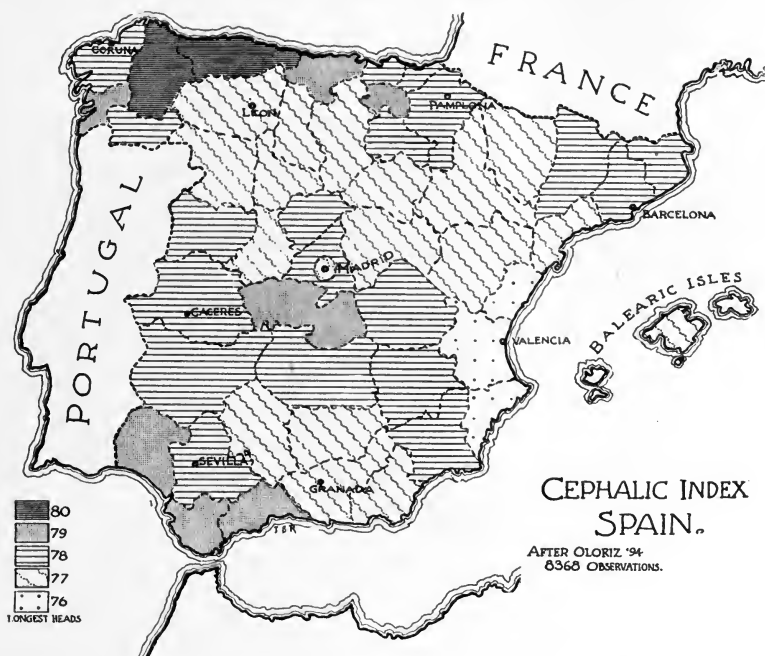 CORUÑA
FRANCE
LEON
PAMPLONA
BARCELONA
PORTUGAL
MADRID
BALEARIC ISLES
CACERES
VALENCIA
SEVILLA
GRANADA
CEPHALIC INDEX
SPAIN.
AFTER OLORIZ '94
8368 OBSERVATIONS.
80
79
78
77
76
LONGEST HEADS